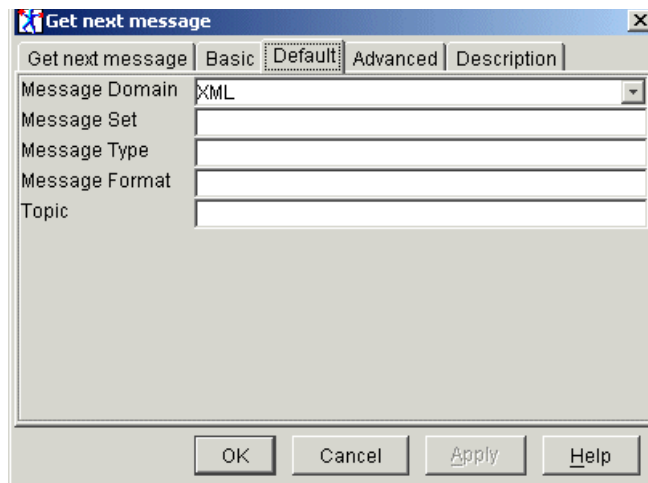 Get next message
Get next message Basic Default Advanced Description
Message Domain XML
Message Set
Message Type
Message Format
Topic
OK Cancel Apply Help